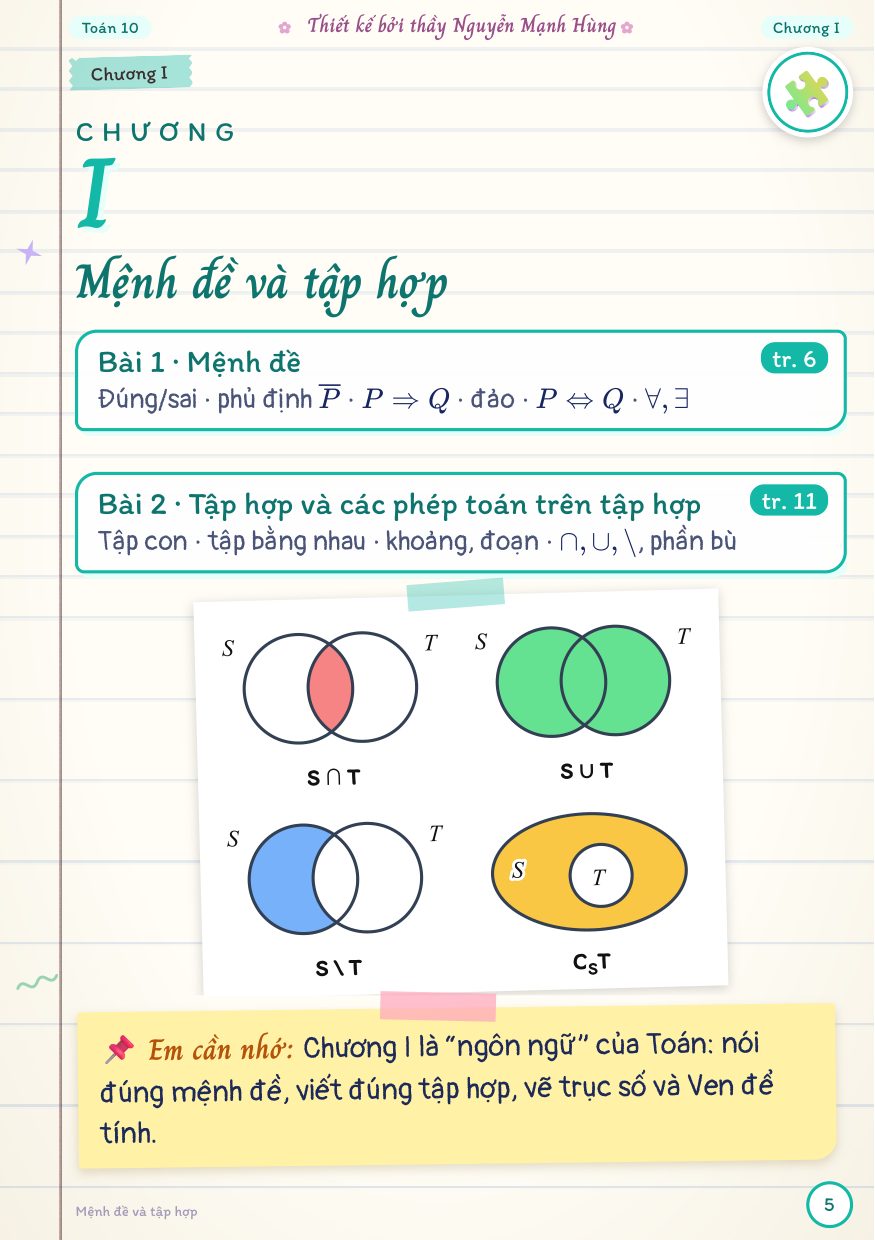 Toán 10
Thiết kế bởi thầy Nguyễn Mạnh Hùng
Chương I
Chương I
CHƯƠNG
I
Mệnh đề và tập hợp
Bài 1 · Mệnh đề
tr. 6
Đúng/sai · phủ định P̅ · P ⇒ Q · đảo · P ⇔ Q · ∀, ∃
Bài 2 · Tập hợp và các phép toán trên tập hợp
tr. 11
Tập con · tập bằng nhau · khoảng, đoạn · ∩, ∪, \, phần bù
S T
S ∩ T
S T
S ∪ T
S T
S \ T
S T
CₛT
Em cần nhớ: Chương I là “ngôn ngữ” của Toán: nói
đúng mệnh đề, viết đúng tập hợp, vẽ trục số và Ven để
tính.
Mệnh đề và tập hợp
5